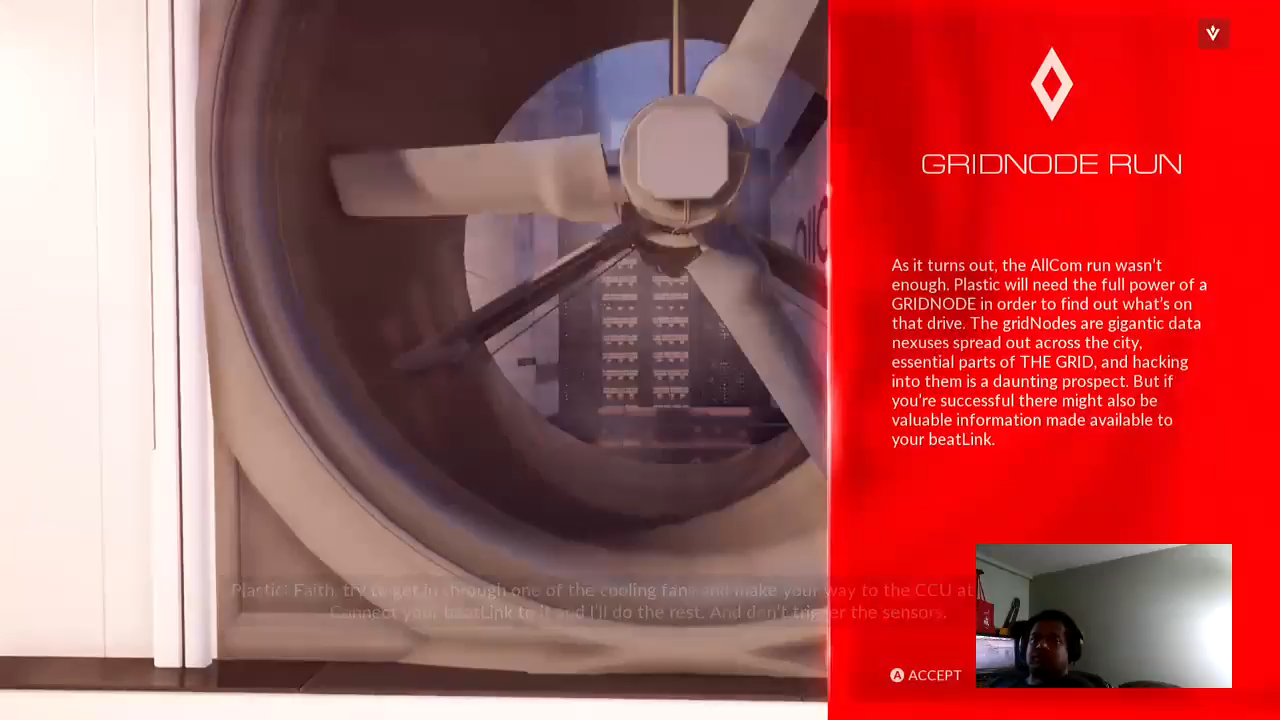 GRIDNODE RUN
As it turns out, the AllCom run wasn't
enough. Plastic will need the full power of a
GRIDNODE in order to find out what's on
that drive. The gridNodes are gigantic data
nexuses spread out across the city,
essential parts of THE GRID, and hacking
into them is a daunting prospect. But if
you're successful there might also be
valuable information made available to
your beatLink.
Plastic: Faith, try to get in through one of the cooling fans and make your way to the CCU at
Connect your beatLink to it and I'll do the rest. And don't trigger the sensors.
A ACCEPT